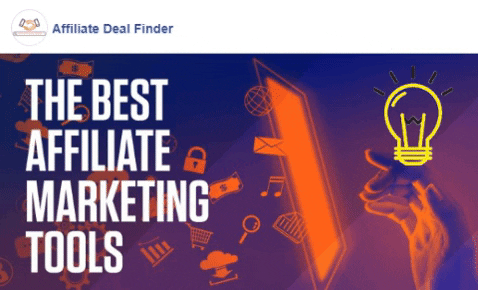 Affiliate Deal Finder
THE BEST
AFFILIATE
MARKETING
TOOLS